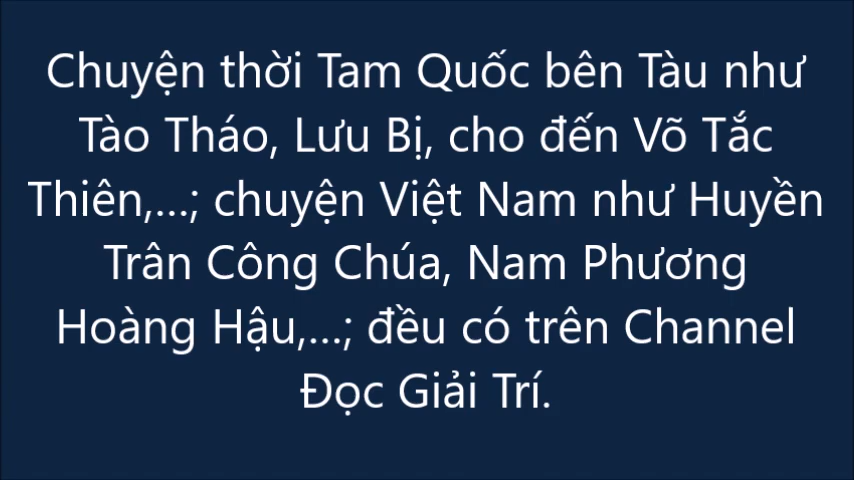 Chuyện thời Tam Quốc bên Tàu như
Tào Tháo, Lưu Bị, cho đến Võ Tắc
Thiên,...; chuyện Việt Nam như Huyền
Trân Công Chúa, Nam Phương
Hoàng Hậu,...; đều có trên Channel
Đọc Giải Trí.